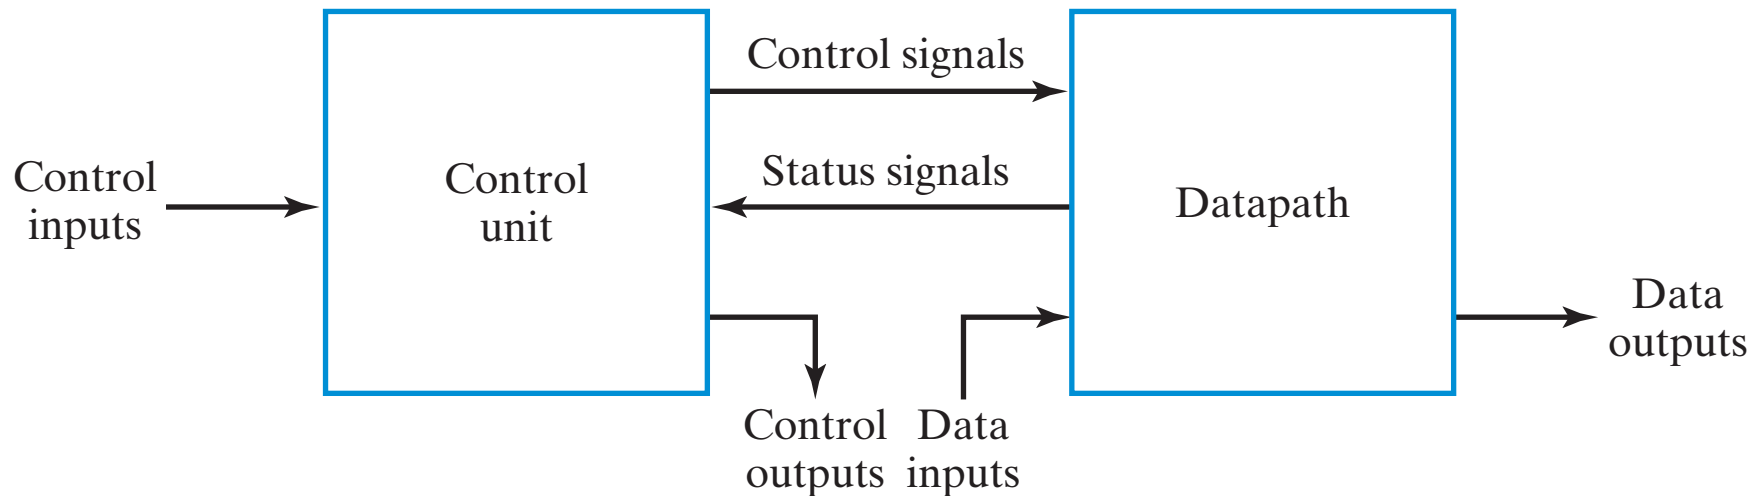 Control
inputs
Control
unit
Control signals
Status signals
Datapath
Control
outputs
Data
inputs
Data
outputs